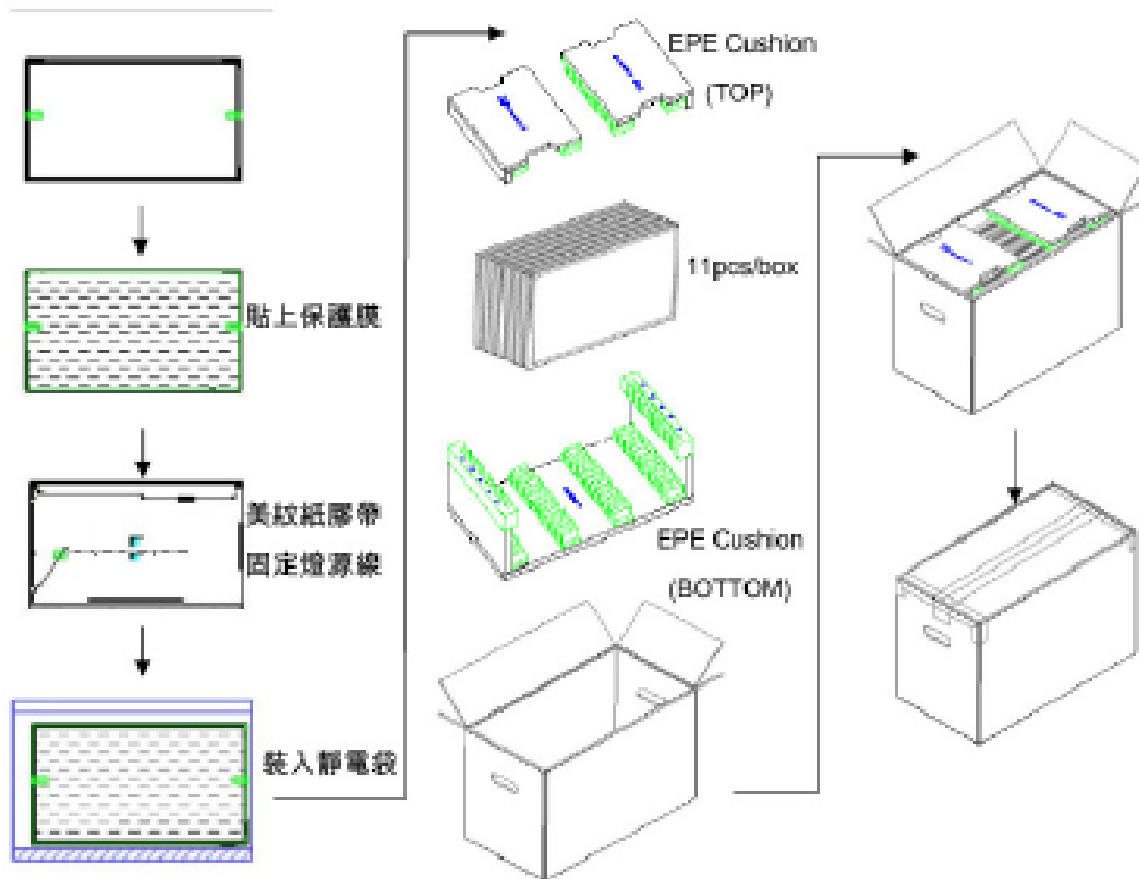 貼上保護膜
美紋紙膠帶
固定燈源線
裝入靜電袋
EPE Cushion
(TOP)
11pcs/box
EPE Cushion
(BOTTOM)